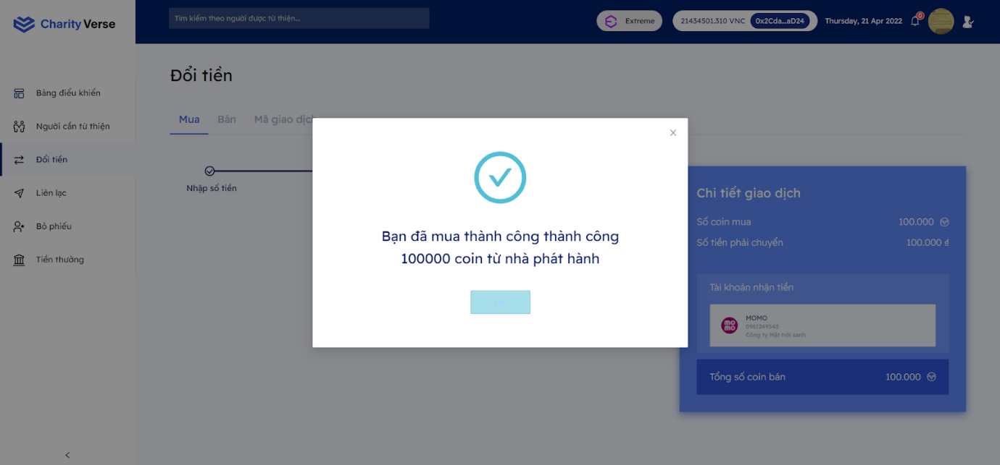 Charity Verse
Tìm kiếm theo người được từ thiện...
Extreme
21434501.310 VNC 0x2Cda...aD24
Thursday, 21 Apr 2022
0
Đổi tiền
Bảng điều khiển
Người cần từ thiện
Đổi tiền
Liên lạc
Bỏ phiếu
Tiền thưởng
Mua
Bán
Mã giao dịch
Nhập số tiền
Bạn đã mua thành công thành công
100000 coin từ nhà phát hành
Chi tiết giao dịch
Số coin mua 100.000
Số tiền phải chuyển 100.000 đ
Tài khoản nhận tiền
mo
mo
MOMO
0961249543
Công ty Mặt trời xanh
Tổng số coin bán 100.000